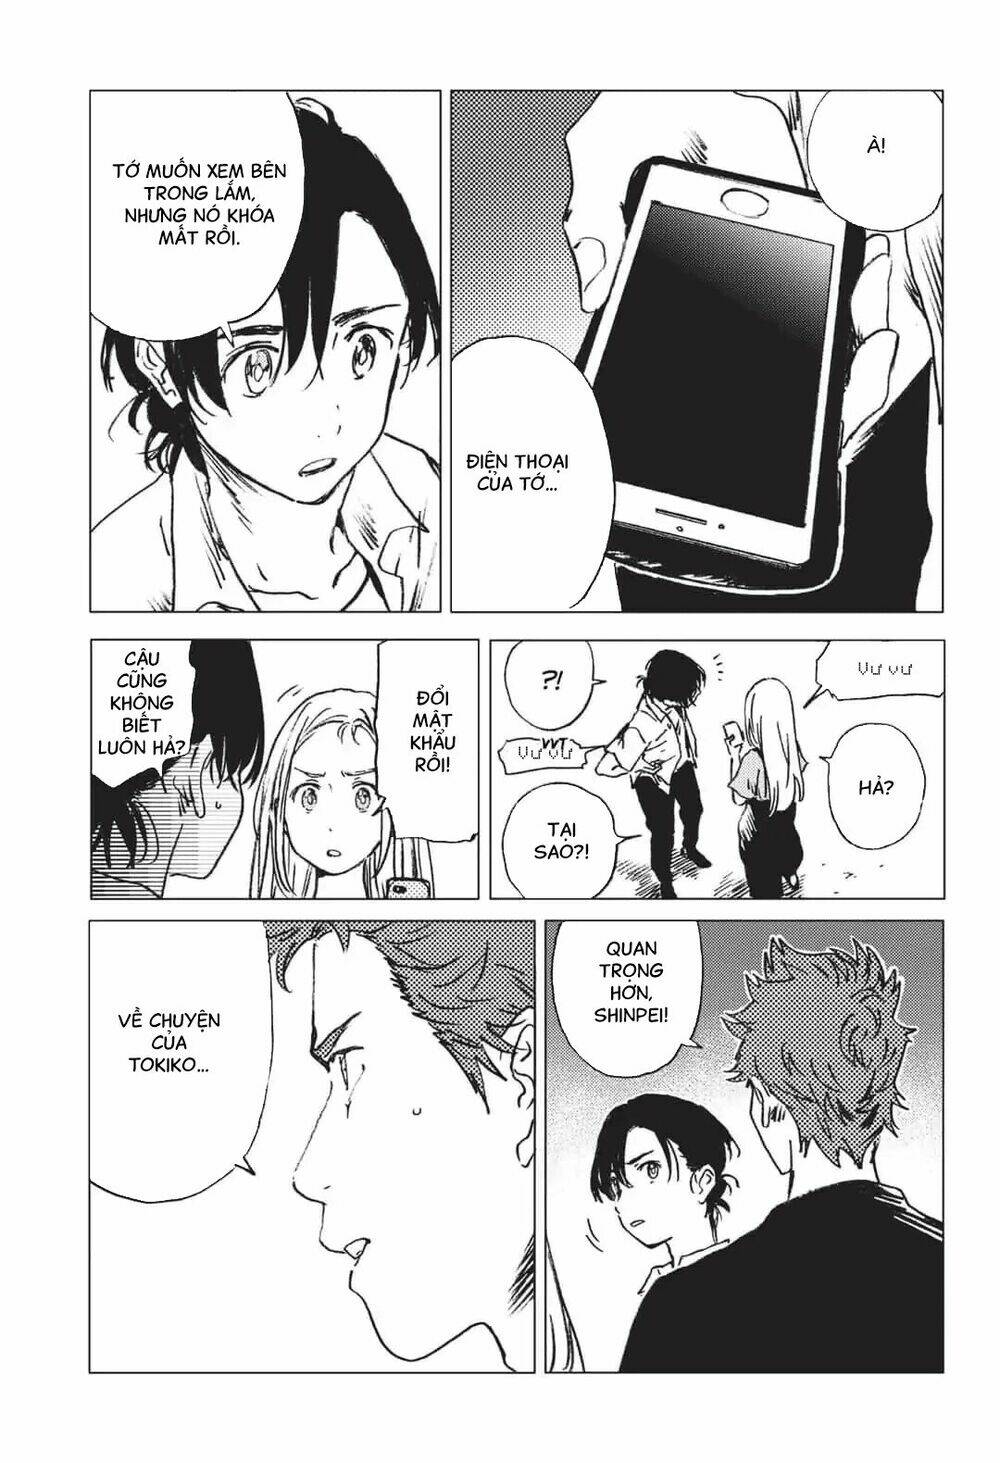 À!
ĐIỆN THOẠI
CỦA TỚ...
TỚ MUỐN XEM BÊN
TRONG LẮM,
NHƯNG NÓ KHÓA
MẤT RỒI.
Vư vư
HẢ?
?!
Vư vư
TẠI
SAO?!
ĐỔI
MẬT
KHẨU
RỒI!
CẬU
CŨNG
KHÔNG
BIẾT
LUÔN HẢ?
QUAN
TRỌNG
HƠN,
SHINPEI!
VỀ CHUYỆN
CỦA
TOKIKO...